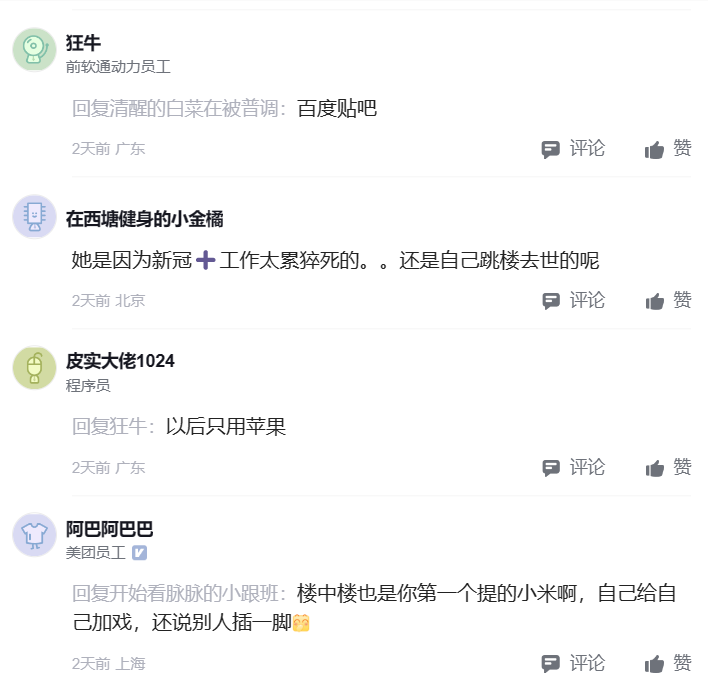 狂牛
前软通动力员工
回复清醒的白菜在被普调：百度贴吧
2天前 广东 评论 赞
在西塘健身的小金橘
她是因为新冠➕工作太累猝死的。。还是自己跳楼去世的呢
2天前 北京 评论 赞
皮实大佬1024
程序员
回复狂牛：以后只用苹果
2天前 广东 评论 赞
阿巴阿巴巴
美团员工 V
回复开始看脉脉的小跟班：楼中楼也是你第一个提的小米啊，自己给自
己加戏，还说别人插一脚
2天前 上海 评论 赞